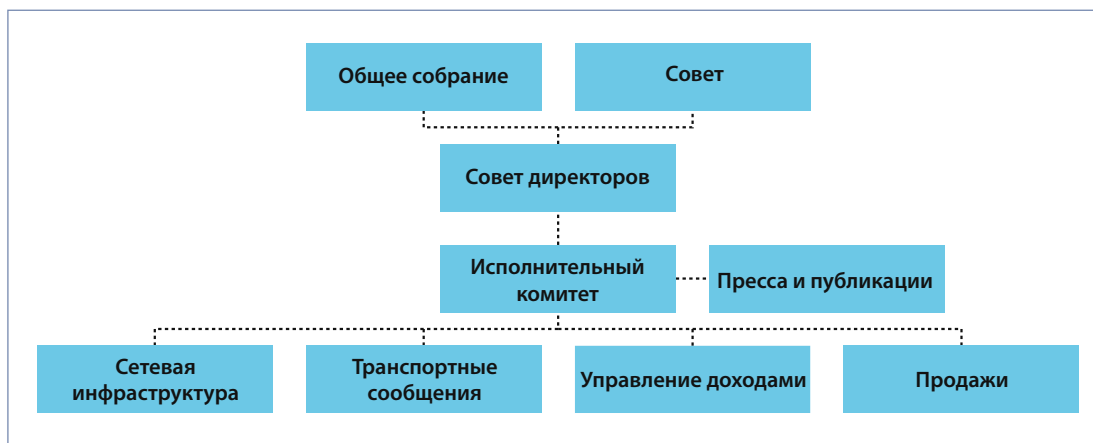 Общее собрание
Совет
Совет директоров
Исполнительный
комитет
Пресса и публикации
Сетевая
инфраструктура
Транспортные
сообщения
Управление доходами
Продажи